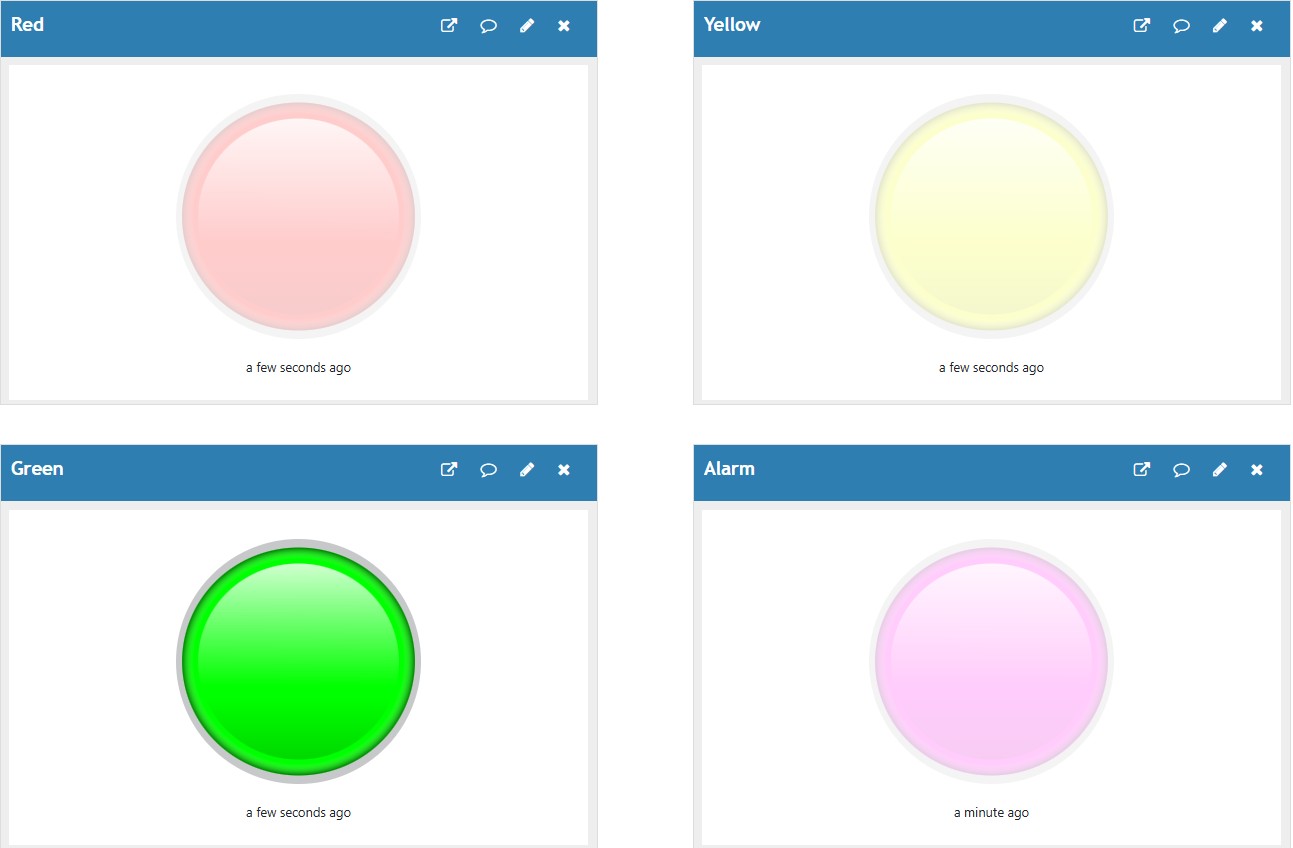 Red
Yellow
a few seconds ago
a few seconds ago
Green
Alarm
a few seconds ago
a minute ago